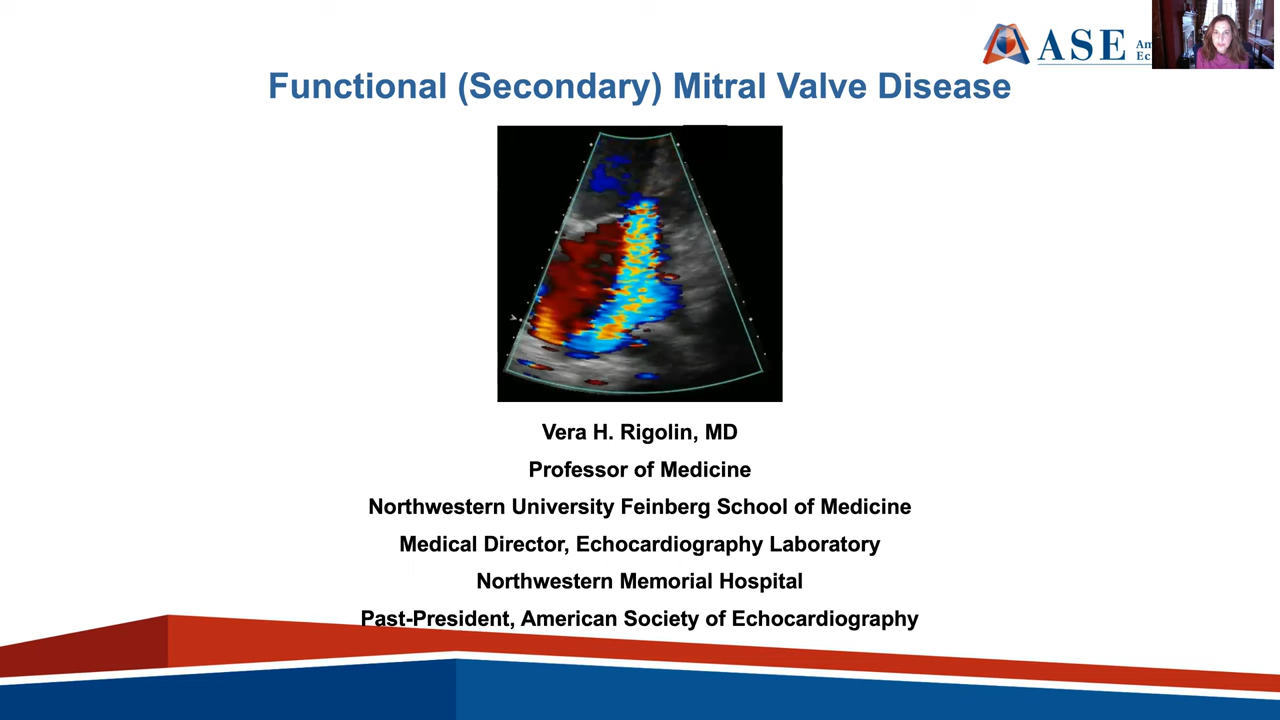 ASE
Functional (Secondary) Mitral Valve Disease
Vera H. Rigolin, MD
Professor of Medicine
Northwestern University Feinberg School of Medicine
Medical Director, Echocardiography Laboratory
Northwestern Memorial Hospital
Past-President, American Society of Echocardiography